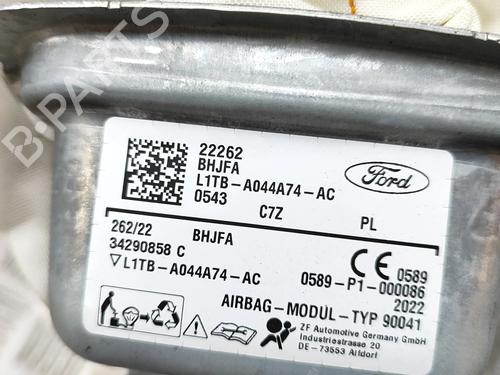 B-PARTS
22262
BHJFA
L1TB-A044A74-AC
0543 C7Z PL
Ford
262/22 BHJFA
34290858 C
▽L1TB-A044A74-AC
CE 0589
0589-P1-000086
2022
AIRBAG-MODUL-TYP 90041
ZF Automotive Germany GmbH
Industriestrasse 20
DE-73553 Alfdorf